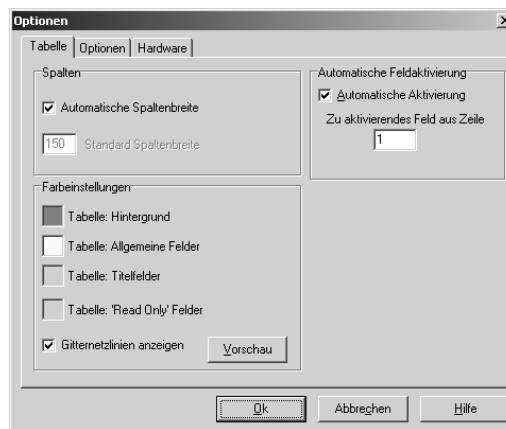 Optionen
Tabelle Optionen Hardware
Spalten
Automatische Spaltenbreite
150 Standard Spaltenbreite
Automatische Feldaktivierung
Automatische Aktivierung
Zu aktivierendes Feld aus Zeile
1
Farbeinstellungen
Tabelle: Hintergrund
Tabelle: Allgemeine Felder
Tabelle: Titelfelder
Tabelle: 'Read Only' Felder
Gitternetzlinien anzeigen
Vorschau
Ok Abbrechen Hilfe